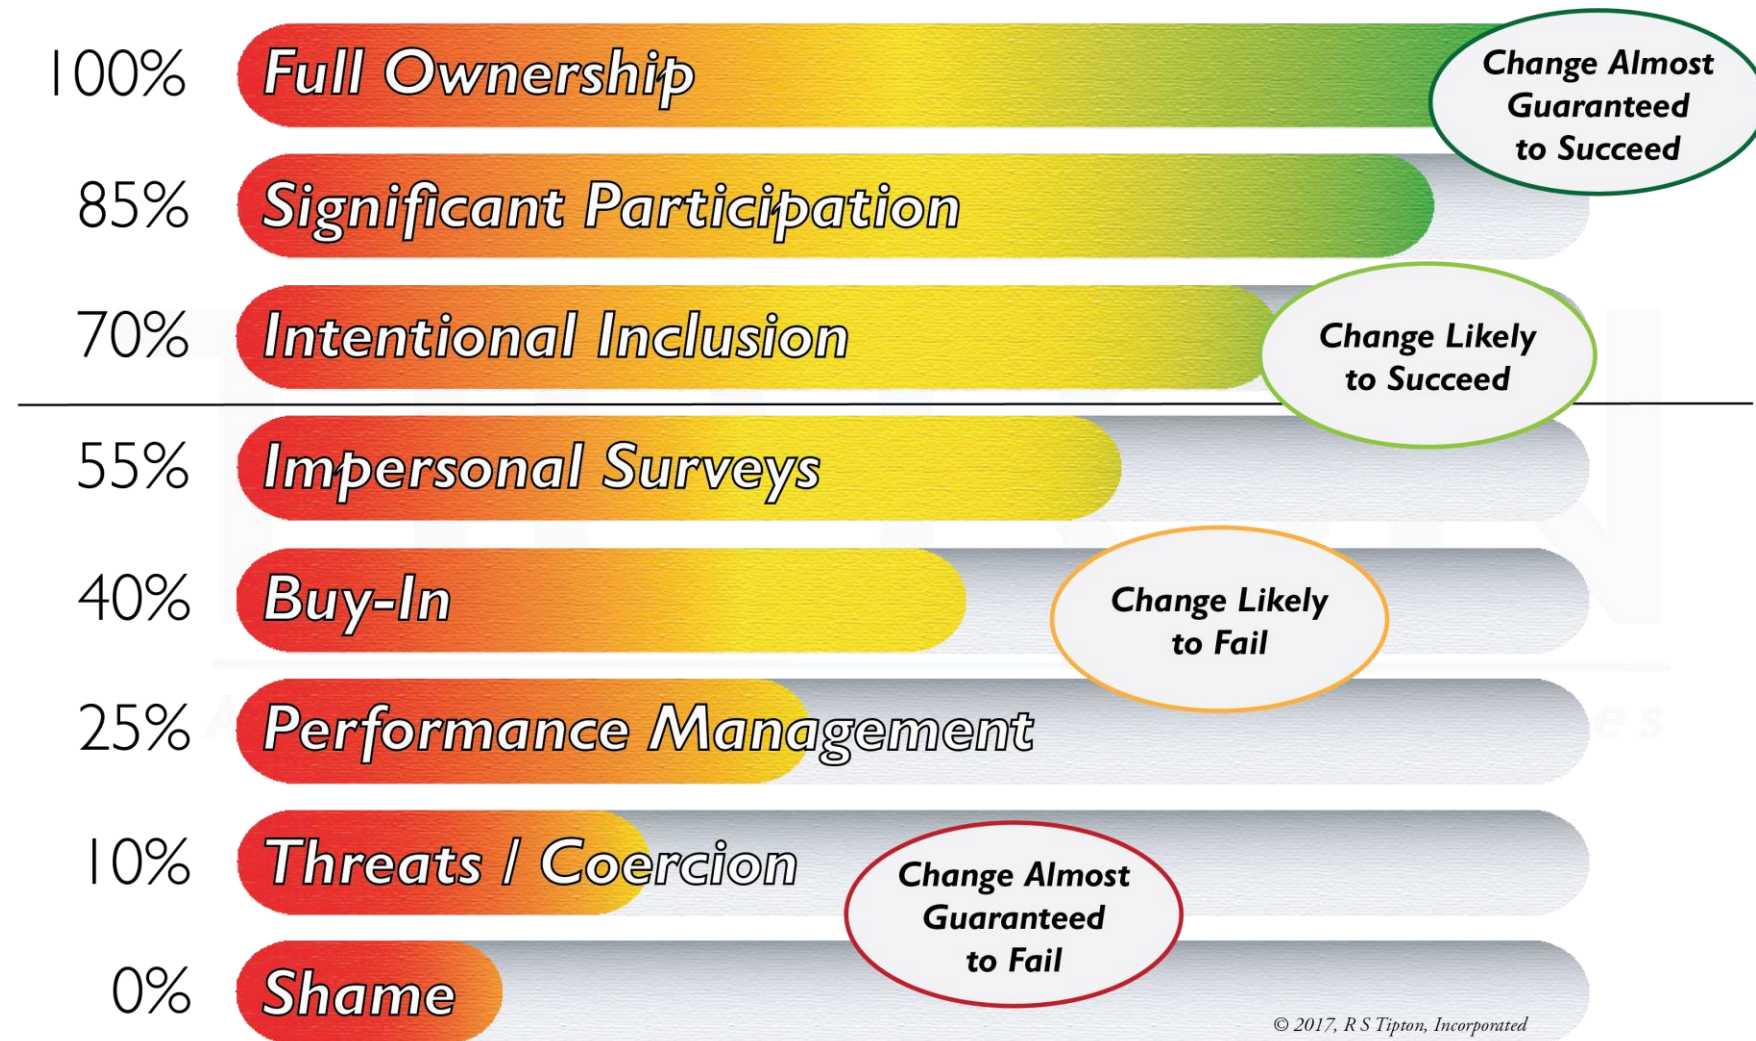 100% Full Ownership
Change Almost
Guaranteed
to Succeed
85% Significant Participation
70% Intentional Inclusion
Change Likely
to Succeed
55% Impersonal Surveys
40% Buy-In
Change Likely
to Fail
25% Performance Management
10% Threats / Coercion
Change Almost
Guaranteed
to Fail
0% Shame
© 2017, R S Tipton, Incorporated